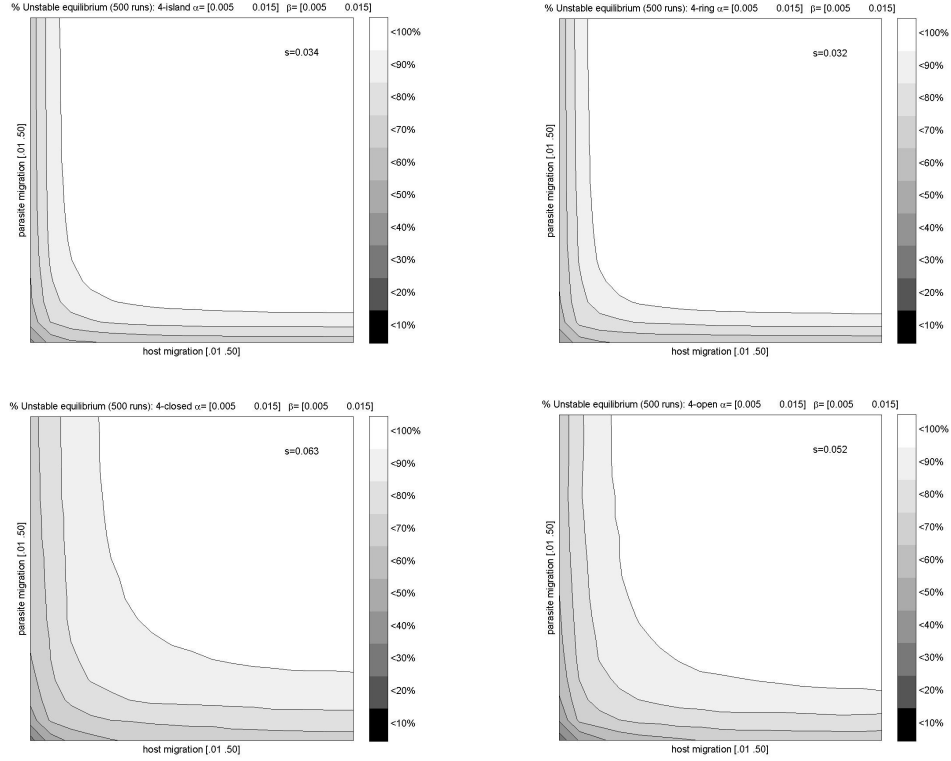 % Unstable equilibrium (500 runs): 4-island α= [0.005 0.015] β= [0.005 0.015]
s=0.034
parasite migration [.01 .50]
host migration [.01 .50]
<100%
<90%
<80%
<70%
<60%
<50%
<40%
<30%
<20%
<10%
% Unstable equilibrium (500 runs): 4-ring α= [0.005 0.015] β= [0.005 0.015]
s=0.032
parasite migration [.01 .50]
host migration [.01 .50]
<100%
<90%
<80%
<70%
<60%
<50%
<40%
<30%
<20%
<10%
% Unstable equilibrium (500 runs): 4-closed α= [0.005 0.015] β= [0.005 0.015]
s=0.063
parasite migration [.01 .50]
host migration [.01 .50]
<100%
<90%
<80%
<70%
<60%
<50%
<40%
<30%
<20%
<10%
% Unstable equilibrium (500 runs): 4-open α= [0.005 0.015] β= [0.005 0.015]
s=0.052
parasite migration [.01 .50]
host migration [.01 .50]
<100%
<90%
<80%
<70%
<60%
<50%
<40%
<30%
<20%
<10%